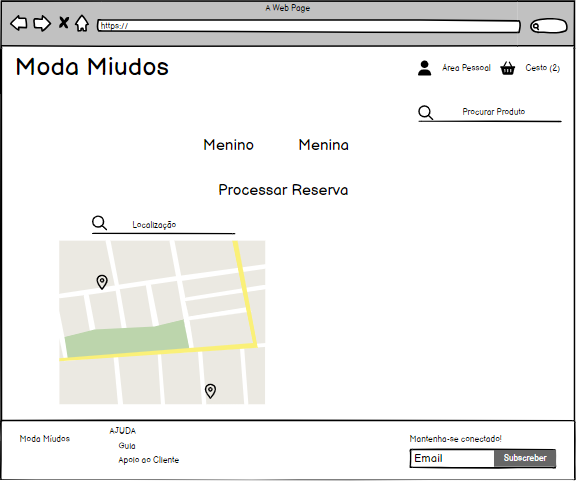 A Web Page
https://
Moda Miudos
Area Pessoal
Cesto (2)
Procurar Produto
Menino
Menina
Processar Reserva
Localização
Moda Miudos
AJUDA
Guia
Apoio ao Cliente
Mantenha-se conectado!
Email
Subscreber